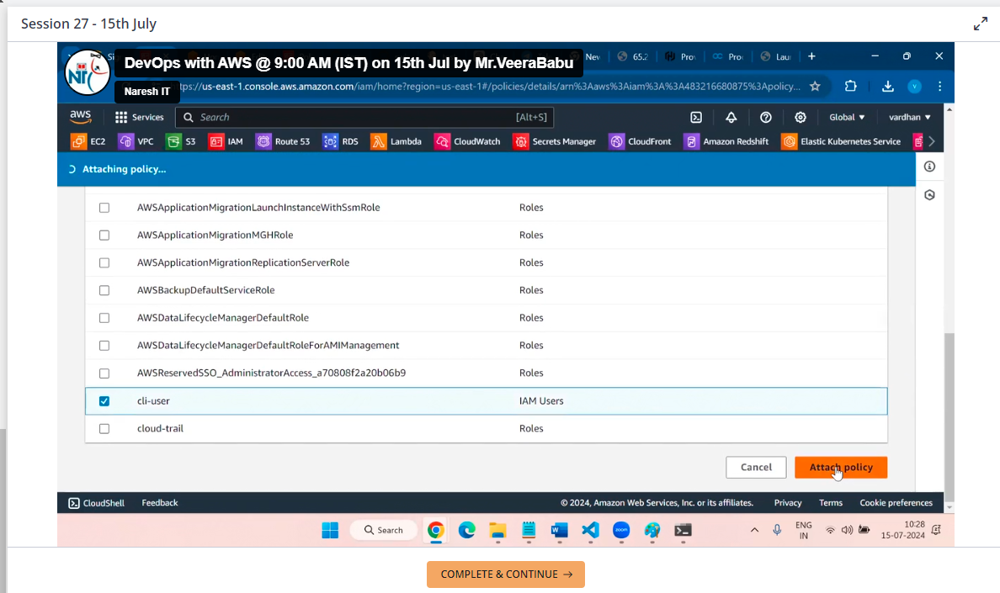 Session 27 - 15th July
DevOps with AWS @ 9:00 AM (IST) on 15th Jul by Mr.VeeraBabu
Naresh IT
Si
Nev
65.2
Pro
Pro
Lau
tps://us-east-1.console.aws.amazon.com/iam/home?region=us-east-1#/policies/details/arn%3Aaws%3Aiam%3A%3A483216680875%3Apolicy...
aws
Services
Search
[Alt+S]
Global
vardhan
EC2
VPC
S3
IAM
Route 53
RDS
Lambda
CloudWatch
Secrets Manager
CloudFront
Amazon Redshift
Elastic Kubernetes Service
Attaching policy...
AWSApplicationMigrationLaunchInstanceWithSsmRole Roles
AWSApplicationMigrationMGHRole Roles
AWSApplicationMigrationReplicationServerRole Roles
AWSBackupDefaultServiceRole Roles
AWSDataLifecycleManagerDefaultRole Roles
AWSDataLifecycleManagerDefaultRoleForAMIManagement Roles
AWSReservedSSO_AdministratorAccess_a70808f2a20b06b9 Roles
cli-user IAM Users
cloud-trail Roles
Cancel
Attach policy
CloudShell Feedback © 2024, Amazon Web Services, Inc. or its affiliates. Privacy Terms Cookie preferences
Search
zoom
ENG
IN
10:28
15-07-2024
COMPLETE & CONTINUE →